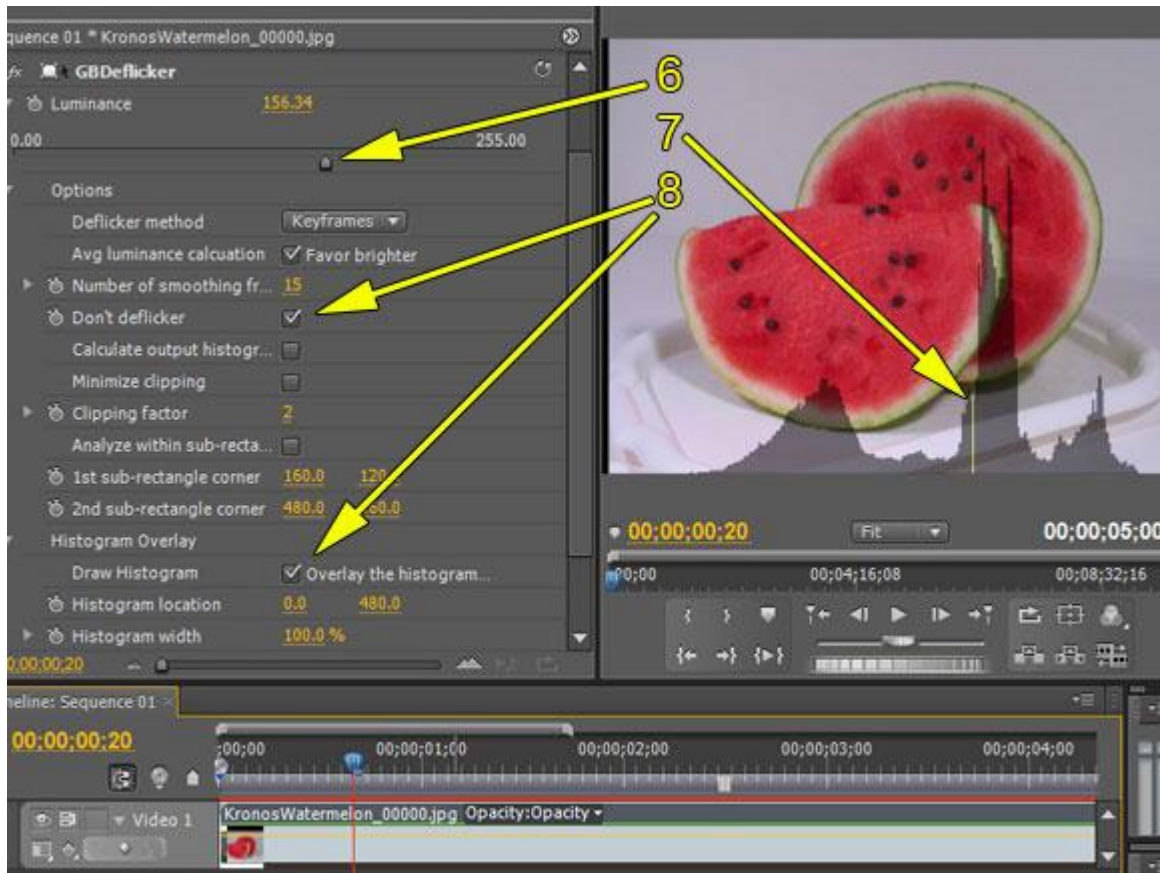 quence 01 * KronosWatermelon_00000.jpg
fx GBDeflicker
Luminance 156.34
0.00 255.00
Options
Deflicker method Keyframes
Avg luminance calcuation Favor brighter
Number of smoothing fr... 15
Don't deflicker
Calculate output histogr...
Minimize clipping
Clipping factor 2
Analyze within sub-recta...
1st sub-rectangle corner 160.0 120
2nd sub-rectangle corner 480.0
Histogram Overlay
Draw Histogram Overlay the histogram...
Histogram location 0.0 480.0
Histogram width 100.0 %
0;00;00;20
6
7
8
00;00;00;20 Fit 00;00;05;00
00;00 00;04;16;08 00;08;32;16
meline: Sequence 01
00;00;00;20
;00;00 00;00;01;00 00;00;02;00 00;00;03;00 00;00;04;00
Video 1
KronosWatermelon_00000.jpg Opacity:Opacity